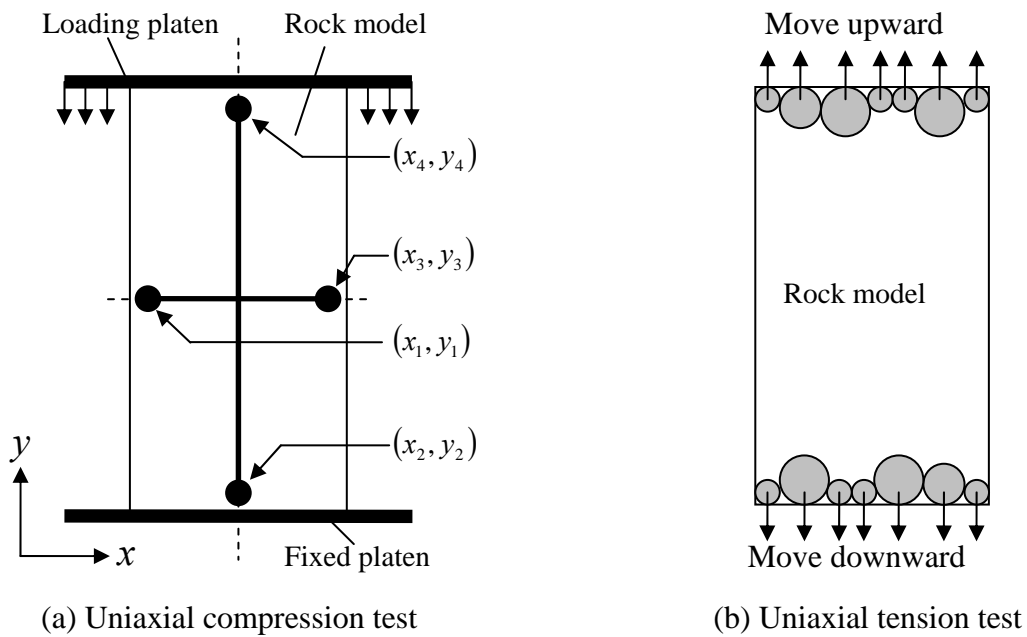 Loading platen
Rock model
(x₄, y₄)
(x₃, y₃)
(x₁, y₁)
(x₂, y₂)
y
x
Fixed platen
(a) Uniaxial compression test
Move upward
Rock model
Move downward
(b) Uniaxial tension test